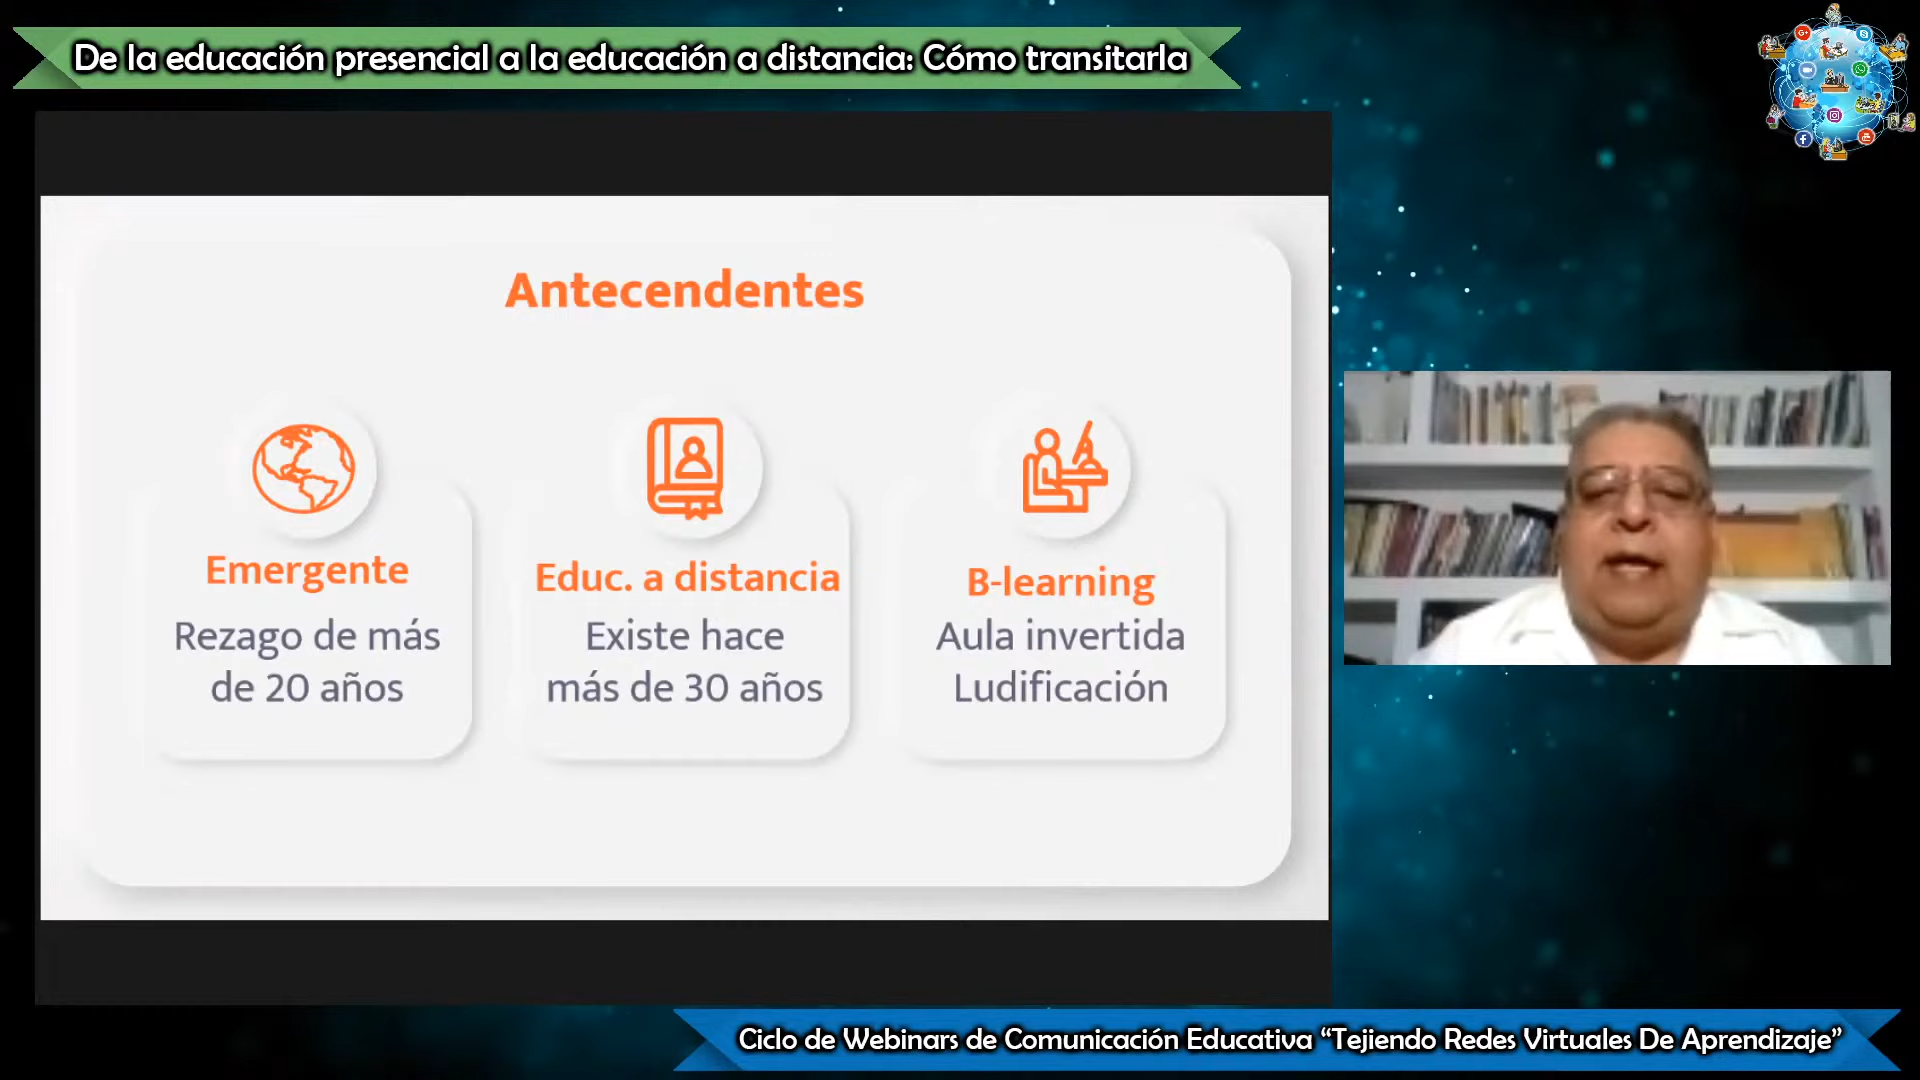 De la educación presencial a la educación a distancia: Cómo transitarla
Antecendentes
Emergente
Rezago de más
de 20 años
Educ. a distancia
Existe hace
más de 30 años
B-learning
Aula invertida
Ludificación
Ciclo de Webinars de Comunicación Educativa “Tejiendo Redes Virtuales De Aprendizaje”